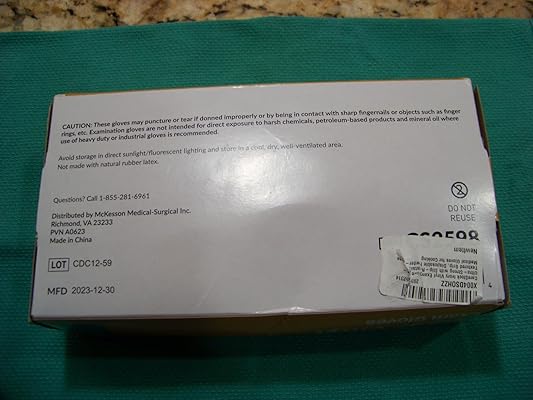 CAUTION: These gloves may puncture or tear if donned improperly or by being in contact with sharp fingernails or objects such as finger
rings, etc. Examination gloves are not intended for direct exposure to harsh chemicals, petroleum-based products and mineral oil where
use of heavy duty or industrial gloves is recommended.
Avoid storage in direct sunlight/fluorescent lighting and store in a cool, dry, well-ventilated area.
Not made with natural rubber latex.
Questions? Call 1-855-281-6961
Distributed by McKesson Medical-Surgical Inc.
Richmond, VA 23233
PVN A0623
Made in China
LOT CDC12-59
MFD 2023-12-30
DO NOT
REUSE
NewItem
X004DSOHZZ
Gloves